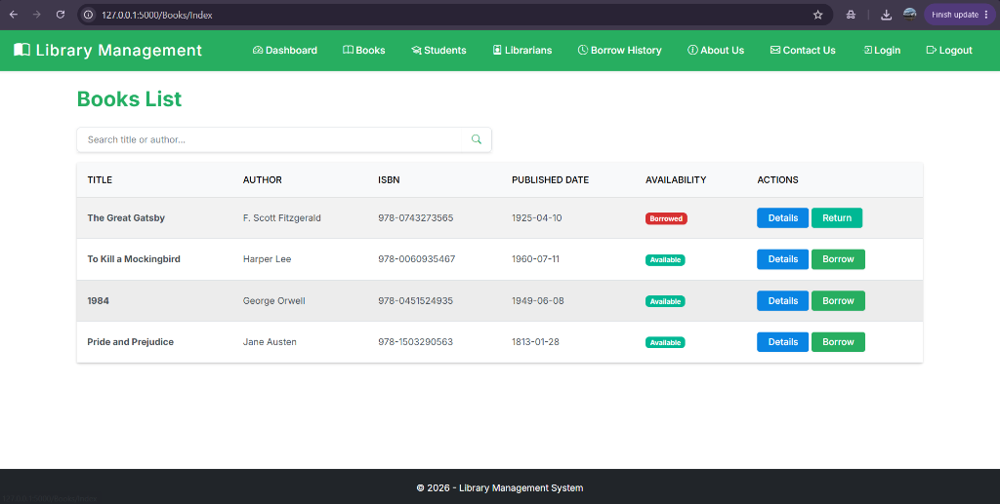 127.0.0.1:5000/Books/Index
Finish update
Library Management
Dashboard
Books
Students
Librarians
Borrow History
About Us
Contact Us
Login
Logout
Books List
Search title or author...
TITLE AUTHOR ISBN PUBLISHED DATE AVAILABILITY ACTIONS
The Great Gatsby F. Scott Fitzgerald 978-0743273565 1925-04-10 Borrowed Details Return
To Kill a Mockingbird Harper Lee 978-0060935467 1960-07-11 Available Details Borrow
1984 George Orwell 978-0451524935 1949-06-08 Available Details Borrow
Pride and Prejudice Jane Austen 978-1503290563 1813-01-28 Available Details Borrow
© 2026 - Library Management System